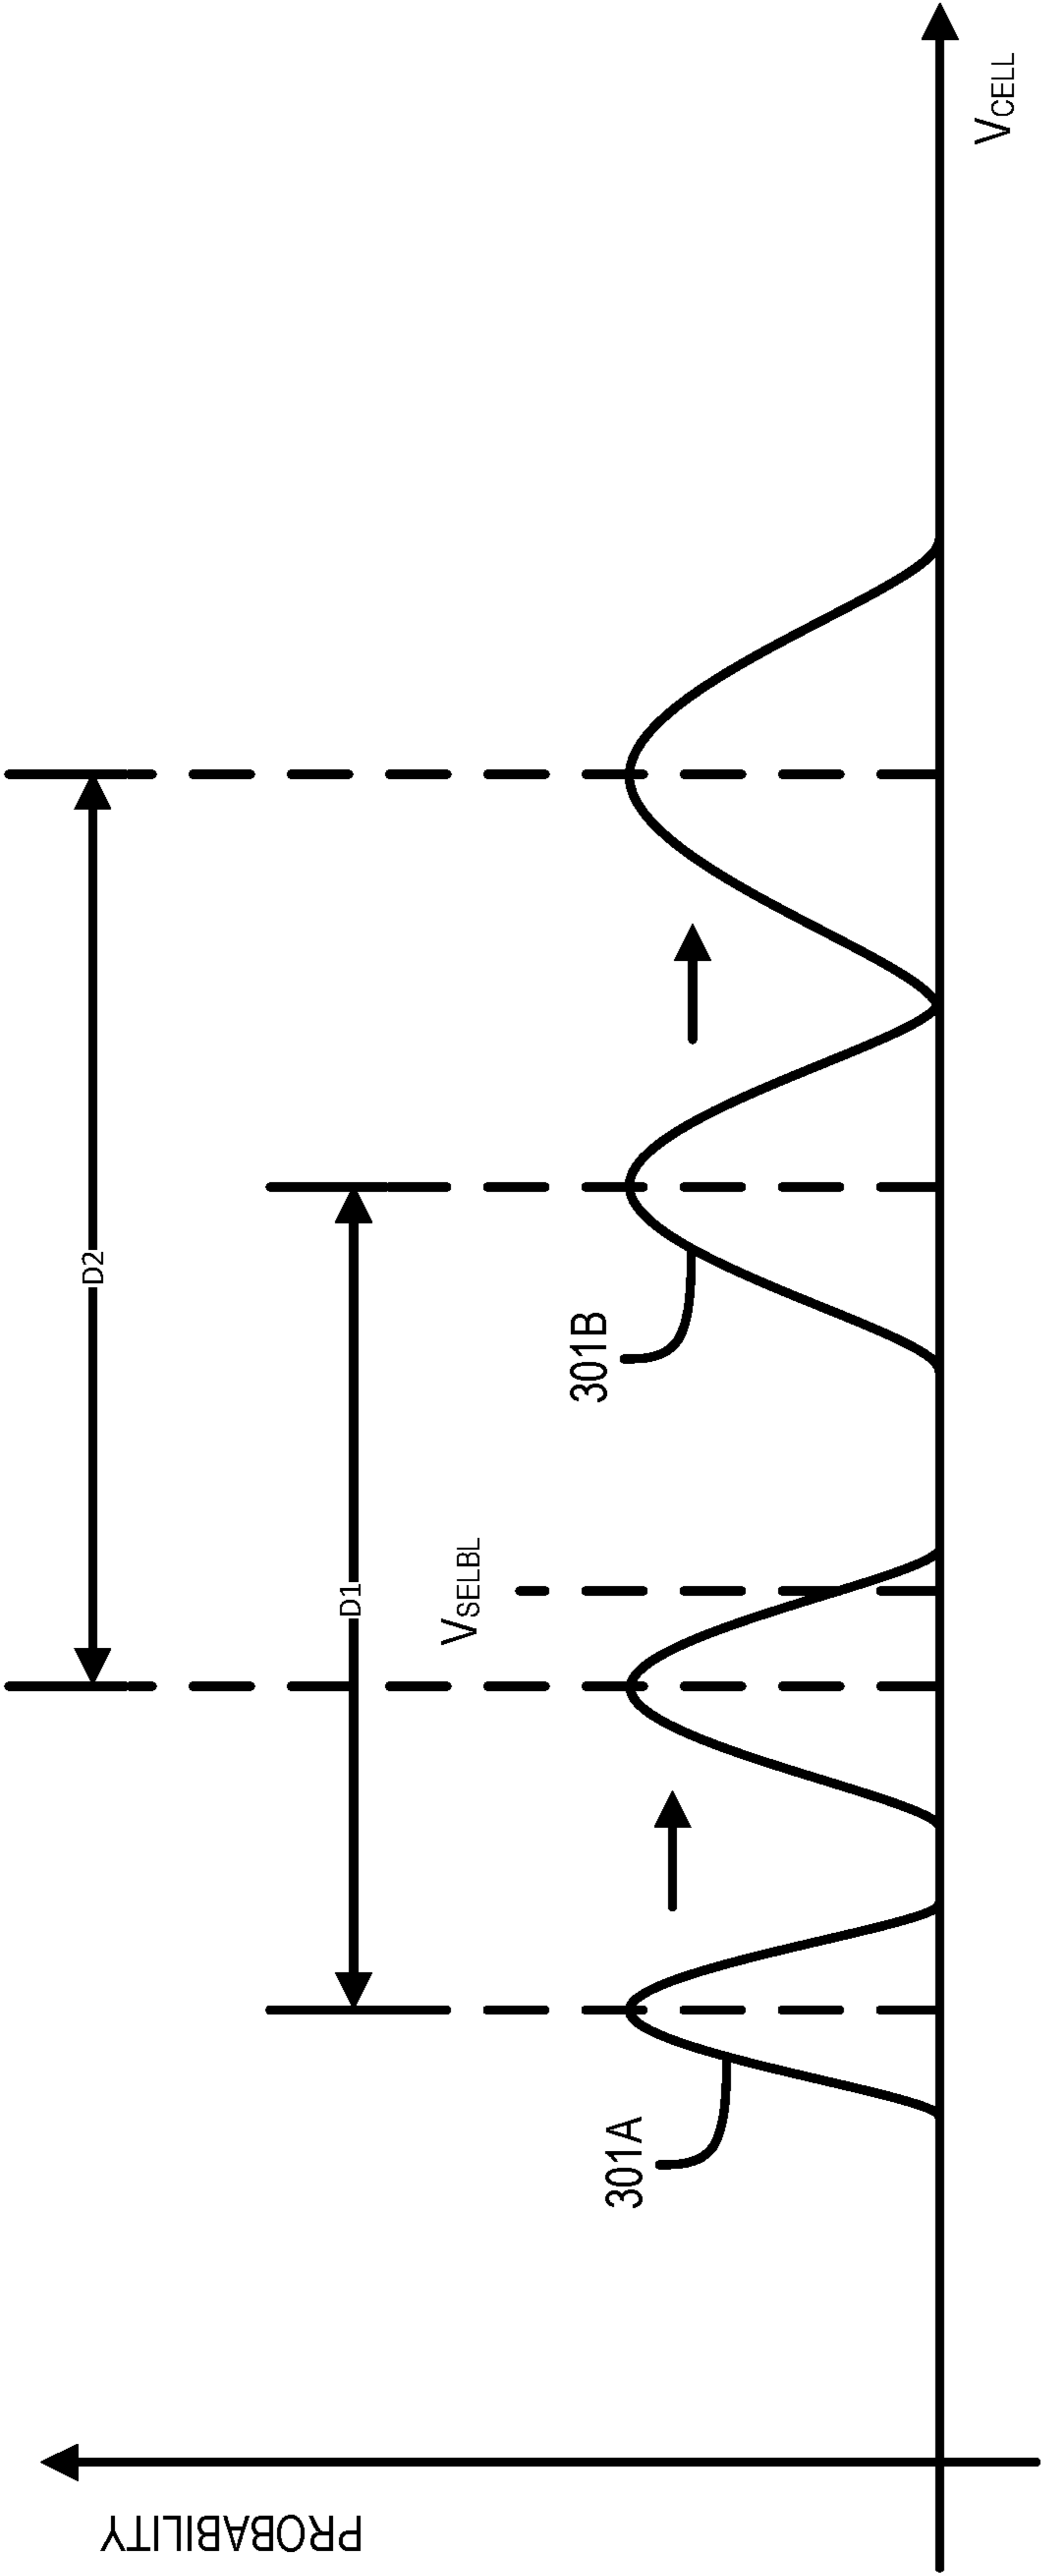 PROBABILITY
D2
D1
VSELBL
301A
301B
VCELL